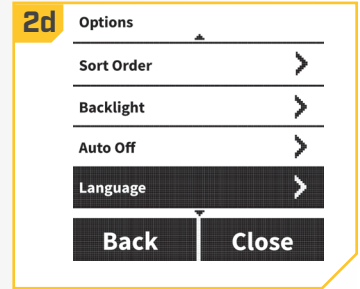 2d
Options
Sort Order
Backlight
Auto Off
Language
Back Close